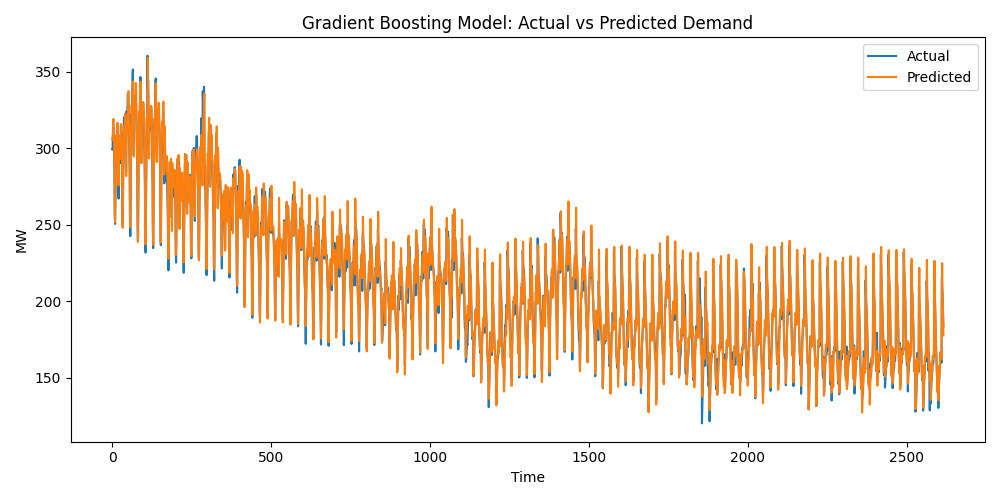 Gradient Boosting Model: Actual vs Predicted Demand
Actual
Predicted
MW
350
300
250
200
150
0 500 1000 1500 2000 2500
Time